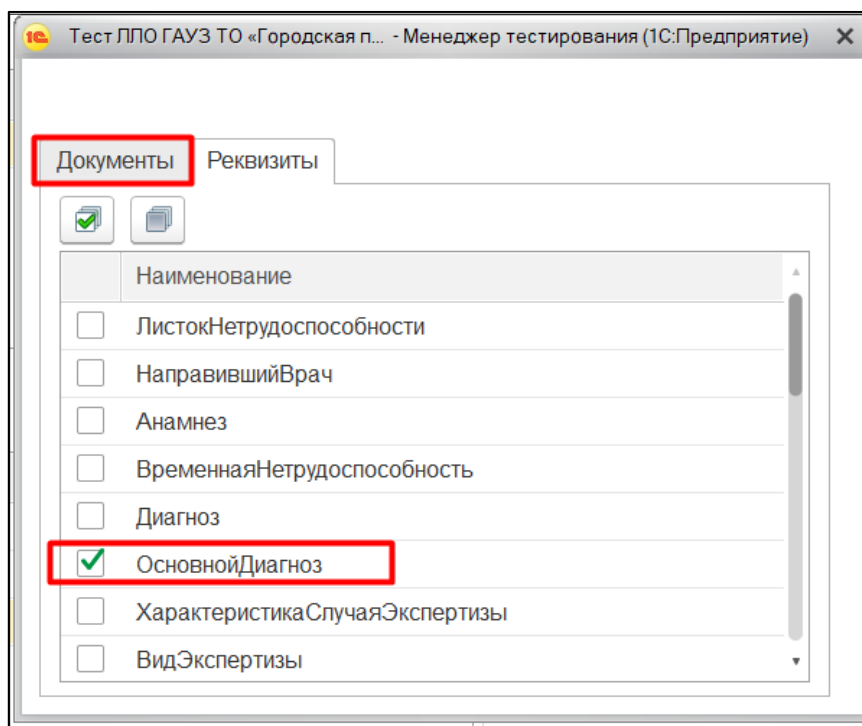 1С Тест ЛЛО ГАУЗ ТО «Городская п... - Менеджер тестирования (1С:Предприятие)
Документы Реквизиты
Наименование
ЛистокНетрудоспособности
НаправившийВрач
Анамнез
ВременнаяНетрудоспособность
Диагноз
ОсновнойДиагноз
ХарактеристикаСлучаяЭкспертизы
ВидЭкспертизы